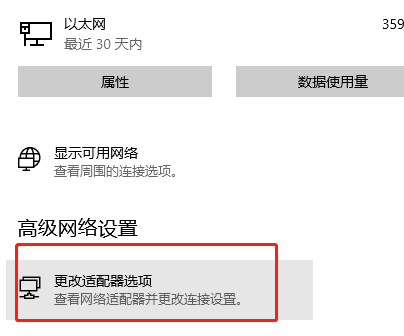 以太网
359
最近 30 天内
属性
数据使用量
显示可用网络
查看周围的连接选项。
高级网络设置
更改适配器选项
查看网络适配器并更改连接设置。